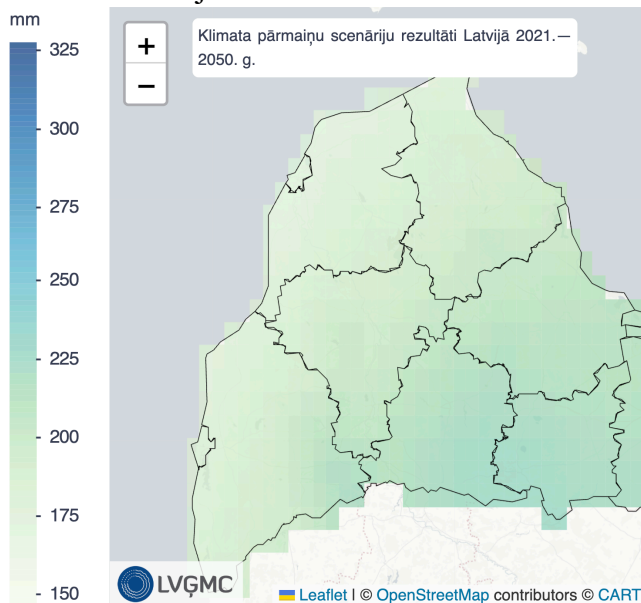 mm
325
300
275
250
225
200
175
150
+
−
Klimata pārmaiņu scenāriju rezultāti Latvijā 2021.—
2050. g.
LVĢMC
Leaflet | © OpenStreetMap contributors © CART